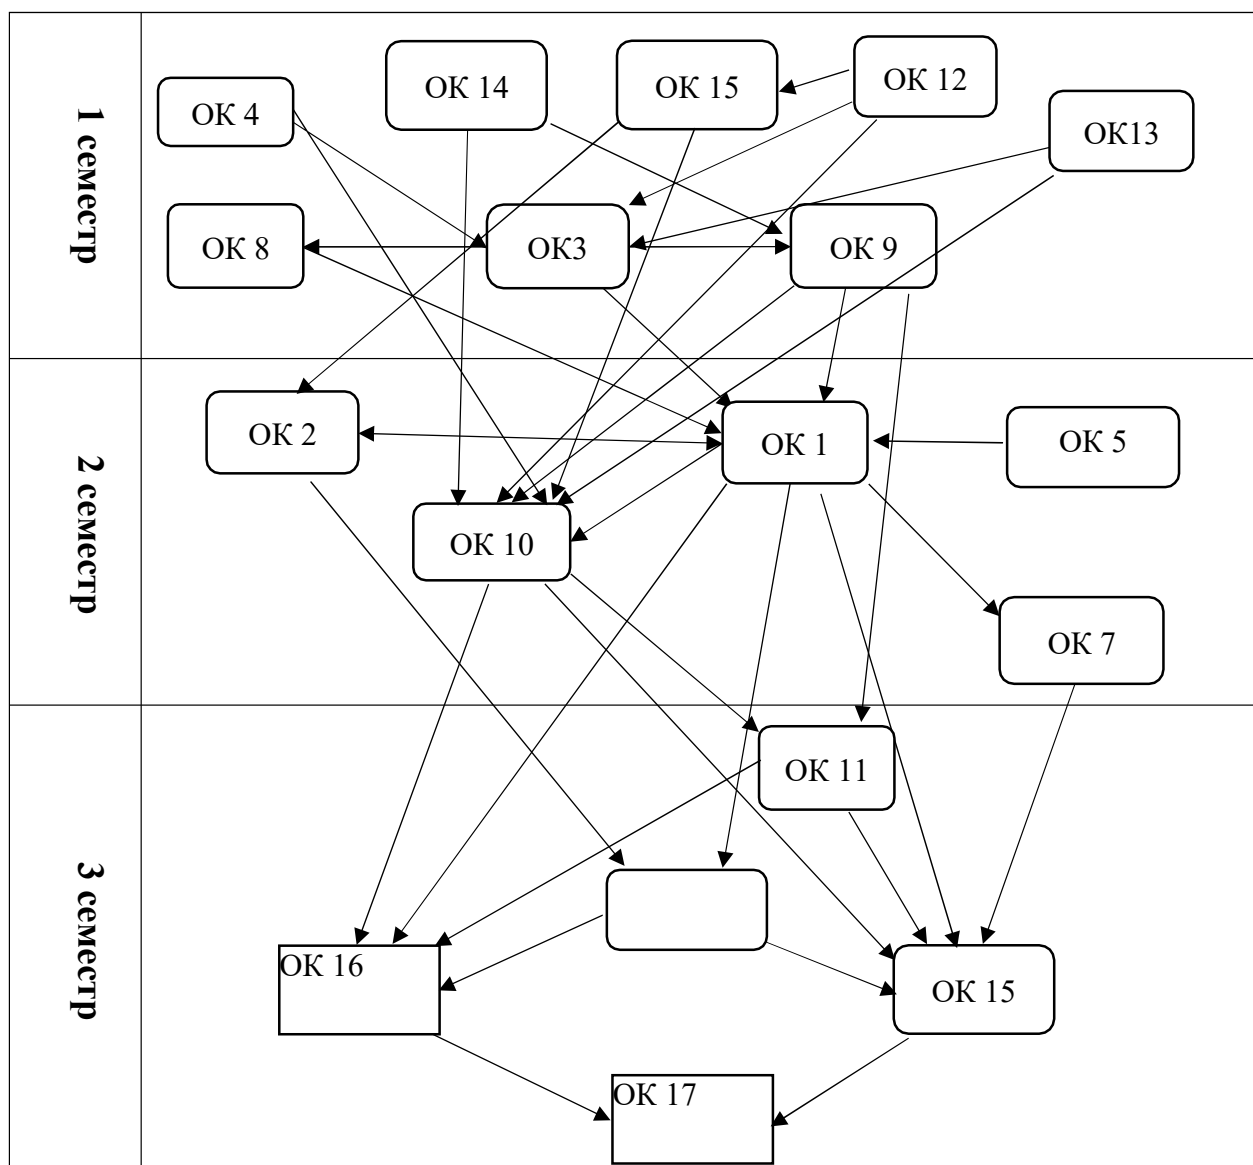 1 семестр
ОК 4
ОК 14
ОК 15
ОК 12
ОК13
ОК 8
ОК3
ОК 9
2 семестр
ОК 2
ОК 1
ОК 5
ОК 10
ОК 7
3 семестр
ОК 11
ОК 16
ОК 15
ОК 17